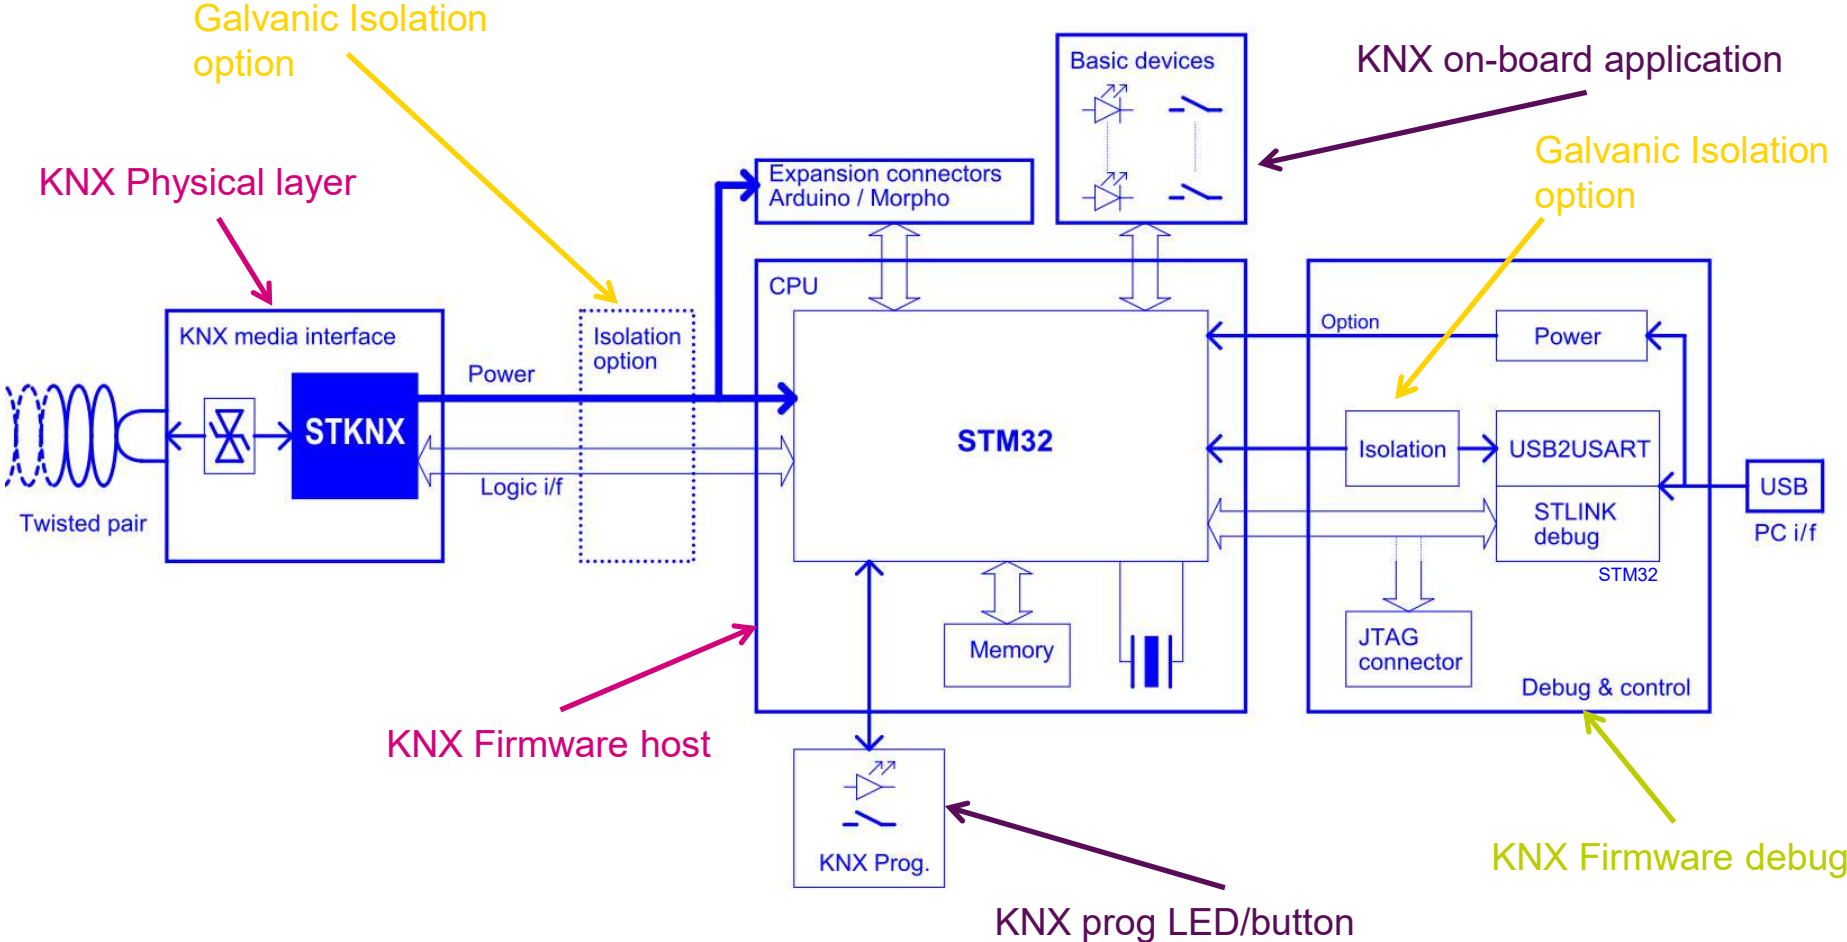 Galvanic Isolation
option
KNX Physical layer
KNX on-board application
Galvanic Isolation
option
Basic devices
Expansion connectors
Arduino / Morpho
CPU
KNX media interface
STKNX
Twisted pair
Power
Logic i/f
Isolation
option
STM32
Option
Power
Isolation
USB2USART
STLINK
debug
STM32
USB
PC i/f
JTAG
connector
Debug & control
Memory
KNX Firmware host
KNX Prog.
KNX Firmware debug
KNX prog LED/button